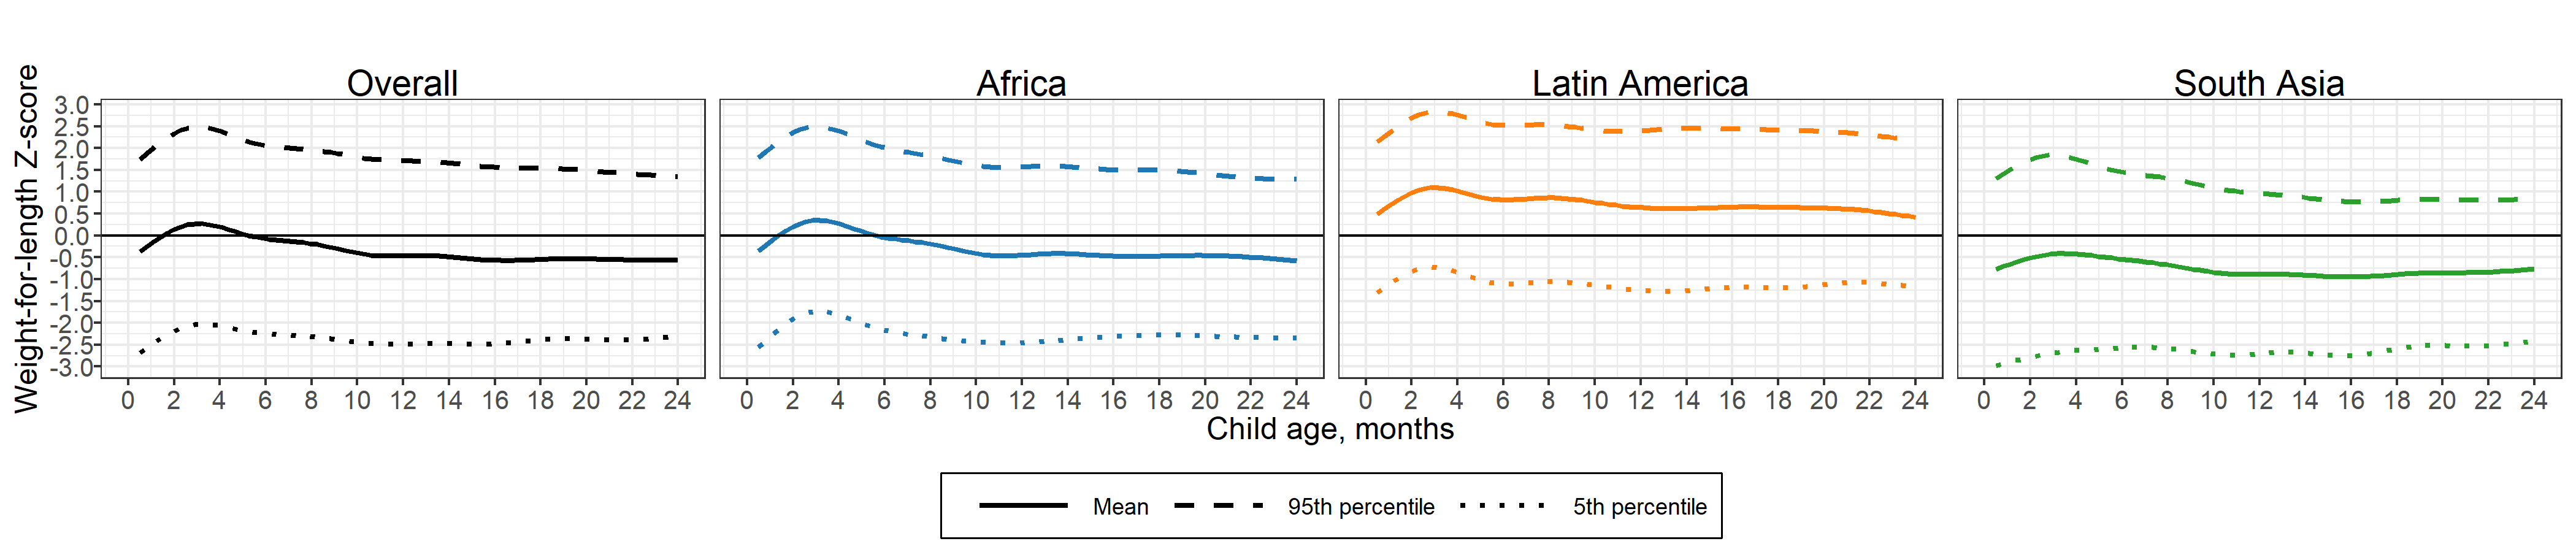 Overall Africa Latin America South Asia
Weight-for-length Z-score
3.0
2.5
2.0
1.5
1.0
0.5
0.0
-0.5
-1.0
-1.5
-2.0
-2.5
-3.0
0 2 4 6 8 10 12 14 16 18 20 22 24 0 2 4 6 8 10 12 14 16 18 20 22 24 0 2 4 6 8 10 12 14 16 18 20 22 24 0 2 4 6 8 10 12 14 16 18 20 22 24
Child age, months
Mean 95th percentile 5th percentile